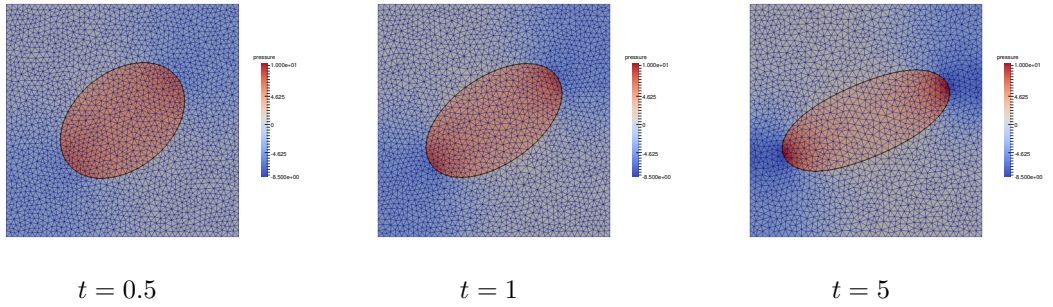 pressure
1.000e+01
4.625
0
-4.625
-8.500e+00
pressure
1.000e+01
4.625
0
-4.625
-8.500e+00
pressure
1.000e+01
4.625
0
-4.625
-8.500e+00
t = 0.5
t = 1
t = 5